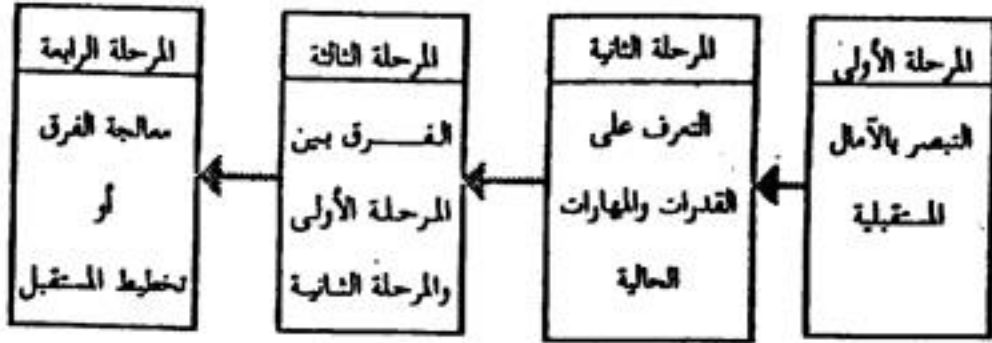 المرحلة الأولى
التبصر بالآمال
المستقبلية
المرحلة الثانية
التعرف على
القدرات والمهارات
الحالية
المرحلة الثالثة
الفـــــرق بين
المرحلة الأولى
والمرحلة الثانية
المرحلة الرابعة
معالجة الفرق
أو
تخطيط المستقبل